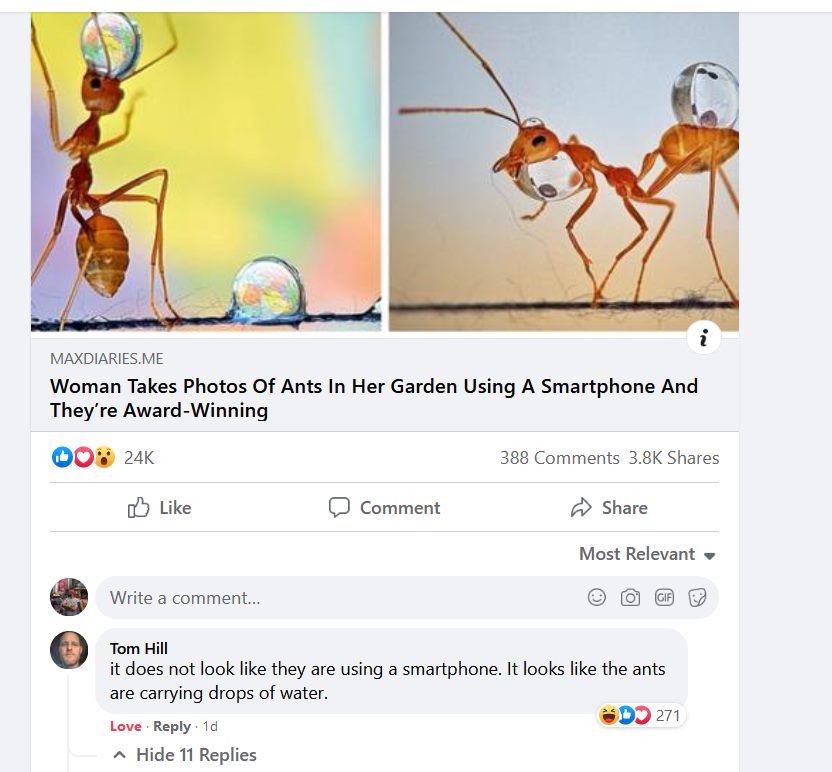 MAXDIARIES.ME
Woman Takes Photos Of Ants In Her Garden Using A Smartphone And
They’re Award-Winning
24K
388 Comments 3.8K Shares
Like
Comment
Share
Most Relevant
Write a comment...
GIF
Tom Hill
it does not look like they are using a smartphone. It looks like the ants
are carrying drops of water.
271
Love · Reply · 1d
Hide 11 Replies